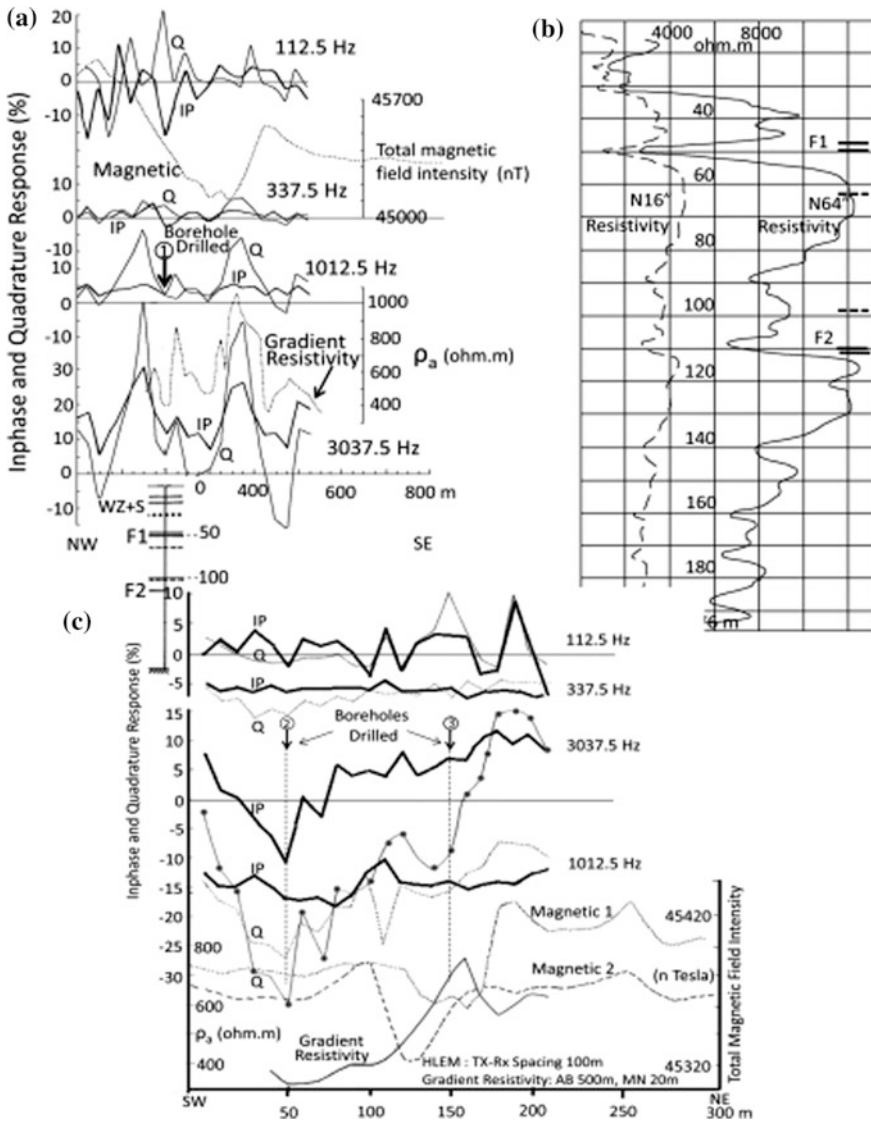 (a)
20
10
0
-10
Q
112.5 Hz
IP
45700
Magnetic
Total magnetic
field intensity (nT)
10
0
337.5 Hz
Q
IP
45000
Borehole
Drilled
1
-10
10
0
-10
Q
IP
1012.5 Hz
1000
800
600
400
Gradient
Resistivity
ρa (ohm.m)
30
20
10
0
-10
IP
Q
3037.5 Hz
Inphase and Quadrature Response (%)
0
400
600
800 m
WZ+S
F1
-50
F2
-100
NW
SE
(b)
4000
8000
ohm.m
40
F1
60
N16"
Resistivity
N64"
Resistivity
80
100
F2
120
140
160
180
(c)
10
5
0
-5
IP
Q
112.5 Hz
IP
337.5 Hz
Q
2
Boreholes
Drilled
3
15
10
5
0
-5
-10
-15
-20
-25
-30
3037.5 Hz
IP
IP
1012.5 Hz
Q
Q
Inphase and Quadrature Response (%)
Magnetic 1
45420
Magnetic 2
(n Tesla)
45320
Total Magnetic Field Intensity
800
600
ρa (ohm.m)
400
Gradient
Resistivity
HLEM : TX-Rx Spacing 100m
Gradient Resistivity: AB 500m, MN 20m
SW
50
100
150
200
250
NE
300 m